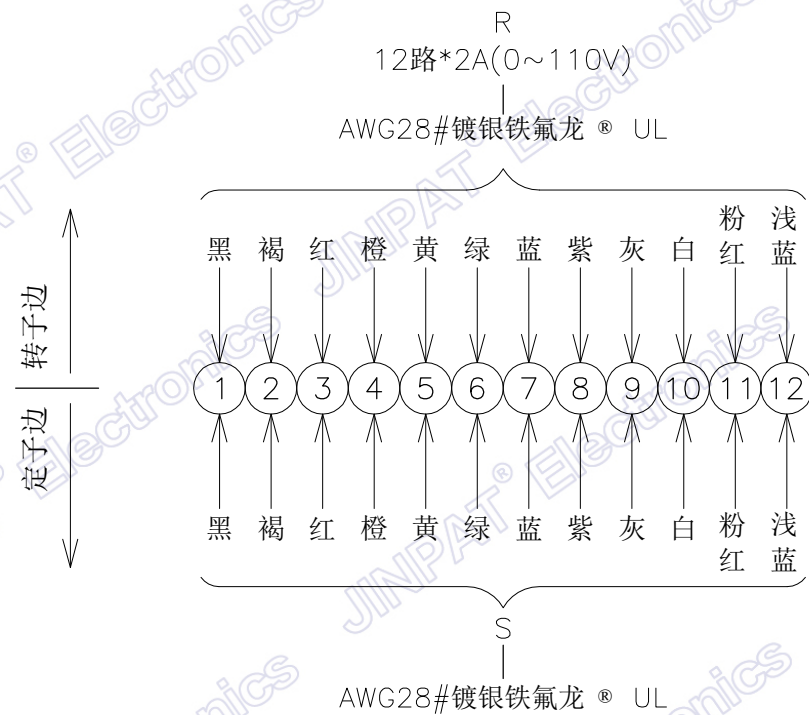 R
12路*2A(0~110V)
AWG28#镀银铁氟龙 ® UL
黑 褐 红 橙 黄 绿 蓝 紫 灰 白 粉红 浅蓝
转子边
1 2 3 4 5 6 7 8 9 10 11 12
定子边
黑 褐 红 橙 黄 绿 蓝 紫 灰 白 粉红 浅蓝
S
AWG28#镀银铁氟龙 ® UL
JINPAT® Electronics